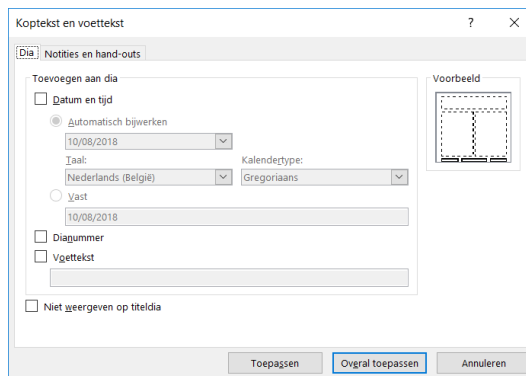 Koptekst en voettekst
?
Dia
Notities en hand-outs
Toevoegen aan dia
Voorbeeld
Datum en tijd
Automatisch bijwerken
10/08/2018
Taal:
Kalendertype:
Nederlands (België)
Gregoriaans
Vast
10/08/2018
Dianummer
Voettekst
Niet weergeven op titeldia
Toepassen
Overal toepassen
Annuleren